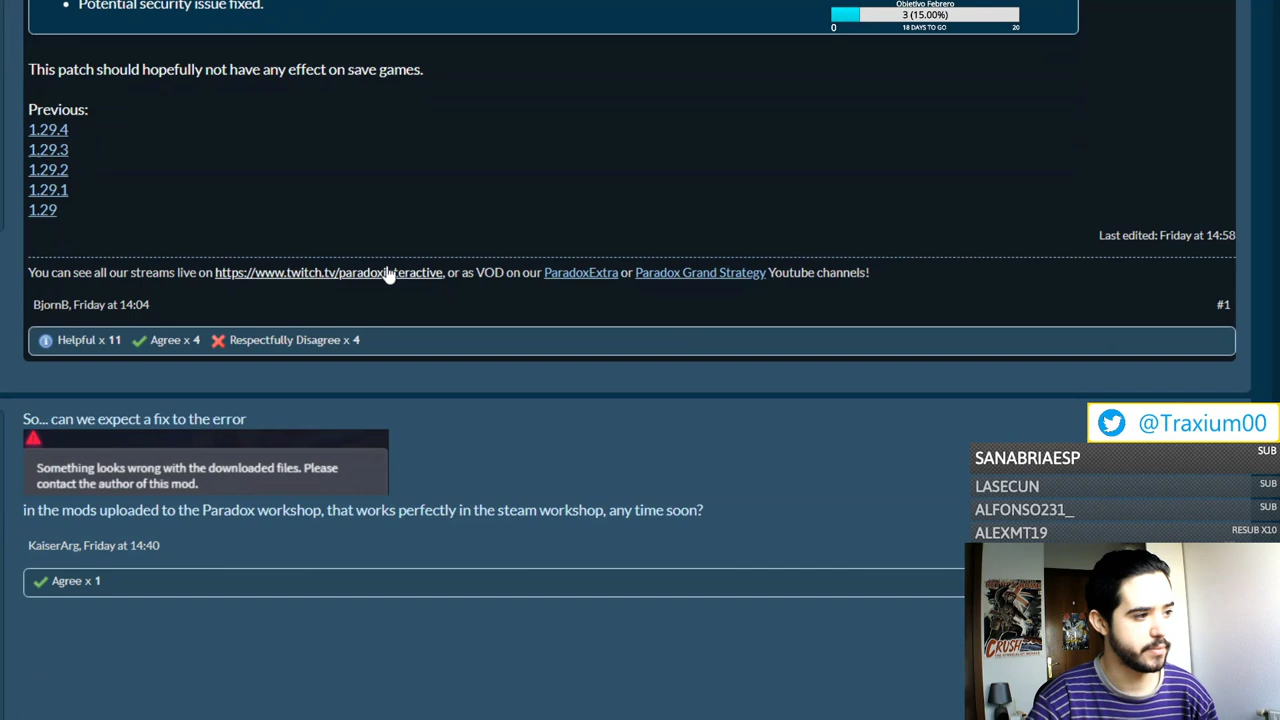 Potential security issue fixed.
Objetivo Febrero
3 (15.00%)
0
18 DAYS TO GO
20
This patch should hopefully not have any effect on save games.
Previous:
1.29.4
1.29.3
1.29.2
1.29.1
1.29
Last edited: Friday at 14:58
You can see all our streams live on https://www.twitch.tv/paradoxinteractive, or as VOD on our ParadoxExtra or Paradox Grand Strategy Youtube channels!
BjornB, Friday at 14:04
#1
Helpful x 11 Agree x 4 Respectfully Disagree x 4
So... can we expect a fix to the error
Something looks wrong with the downloaded files. Please
contact the author of this mod.
in the mods uploaded to the Paradox workshop, that works perfectly in the steam workshop, any time soon?
KaiserArg, Friday at 14:40
Agree x 1
@Traxium00
SANABRIAESP SUB
LASECUN SUB
ALFONSO231_ SUB
ALEXMT19 RESUB X10
CRUSH